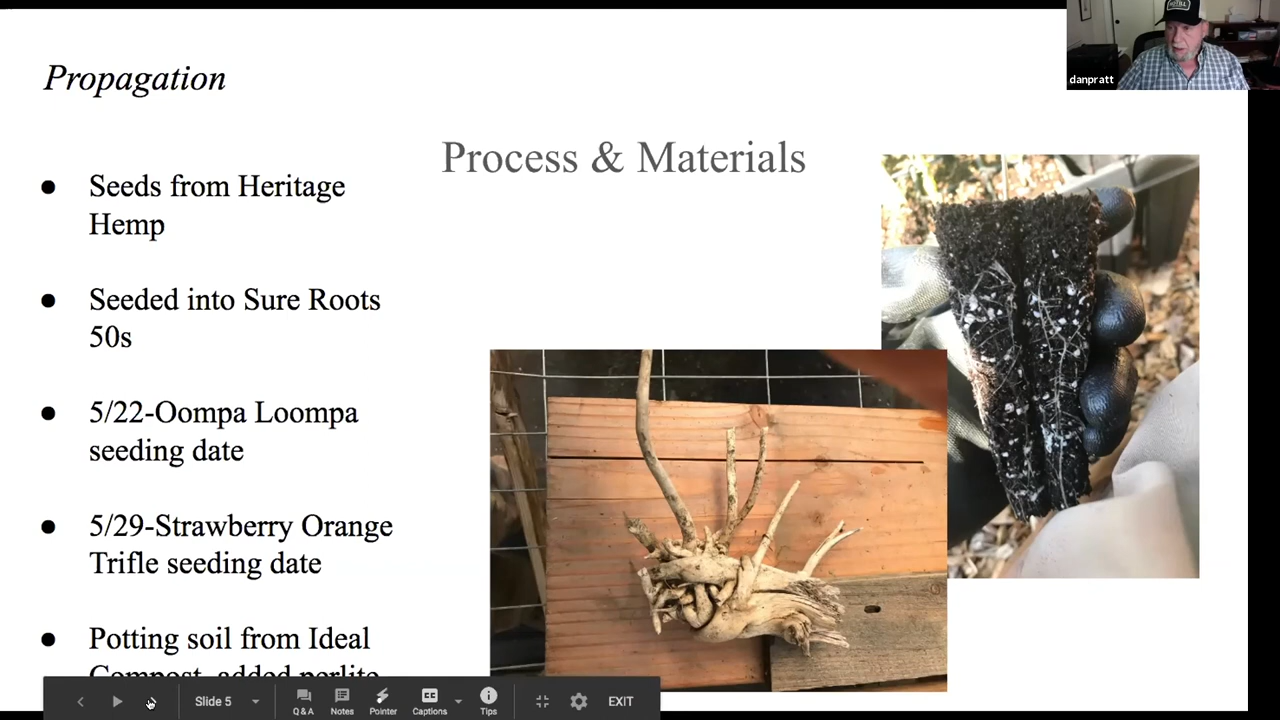 danpratt
Propagation
Process & Materials
● Seeds from Heritage
Hemp
● Seeded into Sure Roots
50s
● 5/22-Oompa Loompa
seeding date
● 5/29-Strawberry Orange
Trifle seeding date
● Potting soil from Ideal
Compost, added perlite
Slide 5
Q & A
Notes
Pointer
Captions
Tips
EXIT